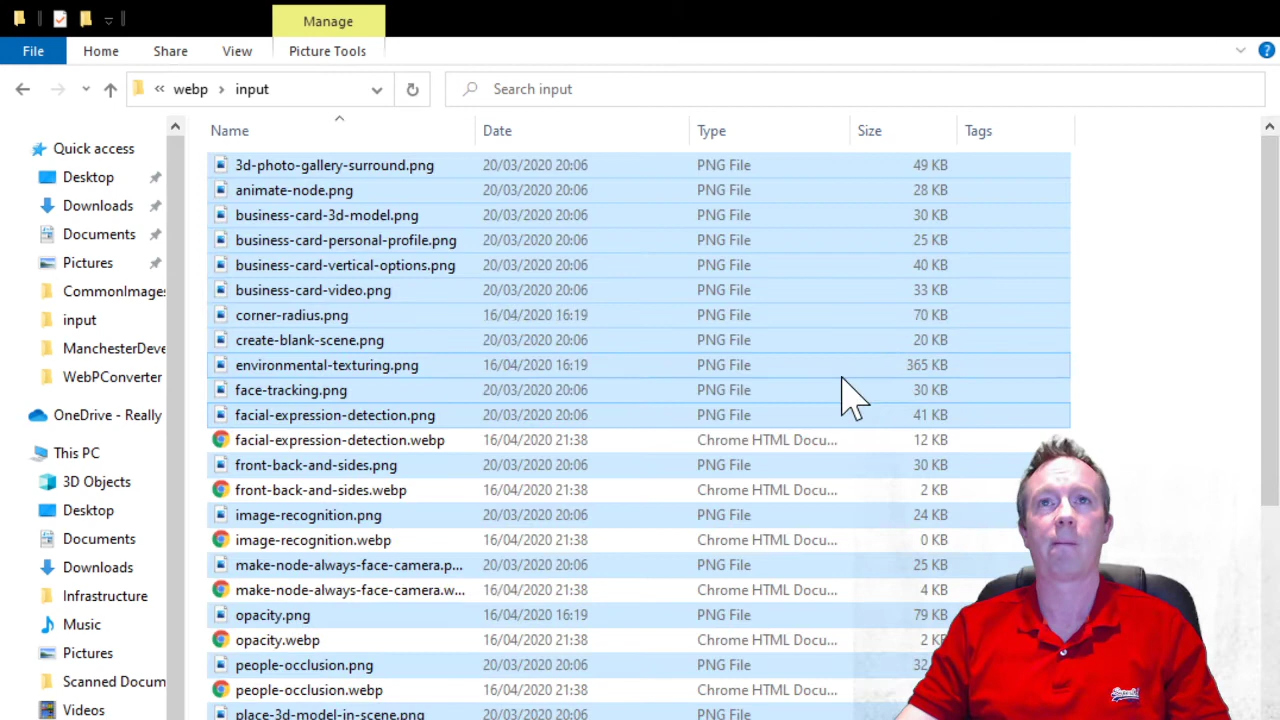 Manage
File Home Share View Picture Tools
« webp › input Search input
Name Date Type Size Tags
Quick access
Desktop
Downloads
Documents
Pictures
CommonImages
input
ManchesterDeve
WebPConverter
OneDrive - Really
This PC
3D Objects
Desktop
Documents
Downloads
Infrastructure
Music
Pictures
Scanned Docum
Videos
3d-photo-gallery-surround.png 20/03/2020 20:06 PNG File 49 KB
animate-node.png 20/03/2020 20:06 PNG File 28 KB
business-card-3d-model.png 20/03/2020 20:06 PNG File 30 KB
business-card-personal-profile.png 20/03/2020 20:06 PNG File 25 KB
business-card-vertical-options.png 20/03/2020 20:06 PNG File 40 KB
business-card-video.png 20/03/2020 20:06 PNG File 33 KB
corner-radius.png 16/04/2020 16:19 PNG File 70 KB
create-blank-scene.png 20/03/2020 20:06 PNG File 20 KB
environmental-texturing.png 16/04/2020 16:19 PNG File 365 KB
face-tracking.png 20/03/2020 20:06 PNG File 30 KB
facial-expression-detection.png 20/03/2020 20:06 PNG File 41 KB
facial-expression-detection.webp 16/04/2020 21:38 Chrome HTML Docu... 12 KB
front-back-and-sides.png 20/03/2020 20:06 PNG File 30 KB
front-back-and-sides.webp 16/04/2020 21:38 Chrome HTML Docu... 2 KB
image-recognition.png 20/03/2020 20:06 PNG File 24 KB
image-recognition.webp 16/04/2020 21:38 Chrome HTML Docu... 0 KB
make-node-always-face-camera.p... 20/03/2020 20:06 PNG File 25 KB
make-node-always-face-camera.w... 16/04/2020 21:38 Chrome HTML Docu... 4 KB
opacity.png 16/04/2020 16:19 PNG File 79 KB
opacity.webp 16/04/2020 21:38 Chrome HTML Docu... 2 K
people-occlusion.png 20/03/2020 20:06 PNG File 32
people-occlusion.webp 16/04/2020 21:38 Chrome HTML Docu...
place-3d-model-in-scene.png 20/03/2020 20:06 PNG File